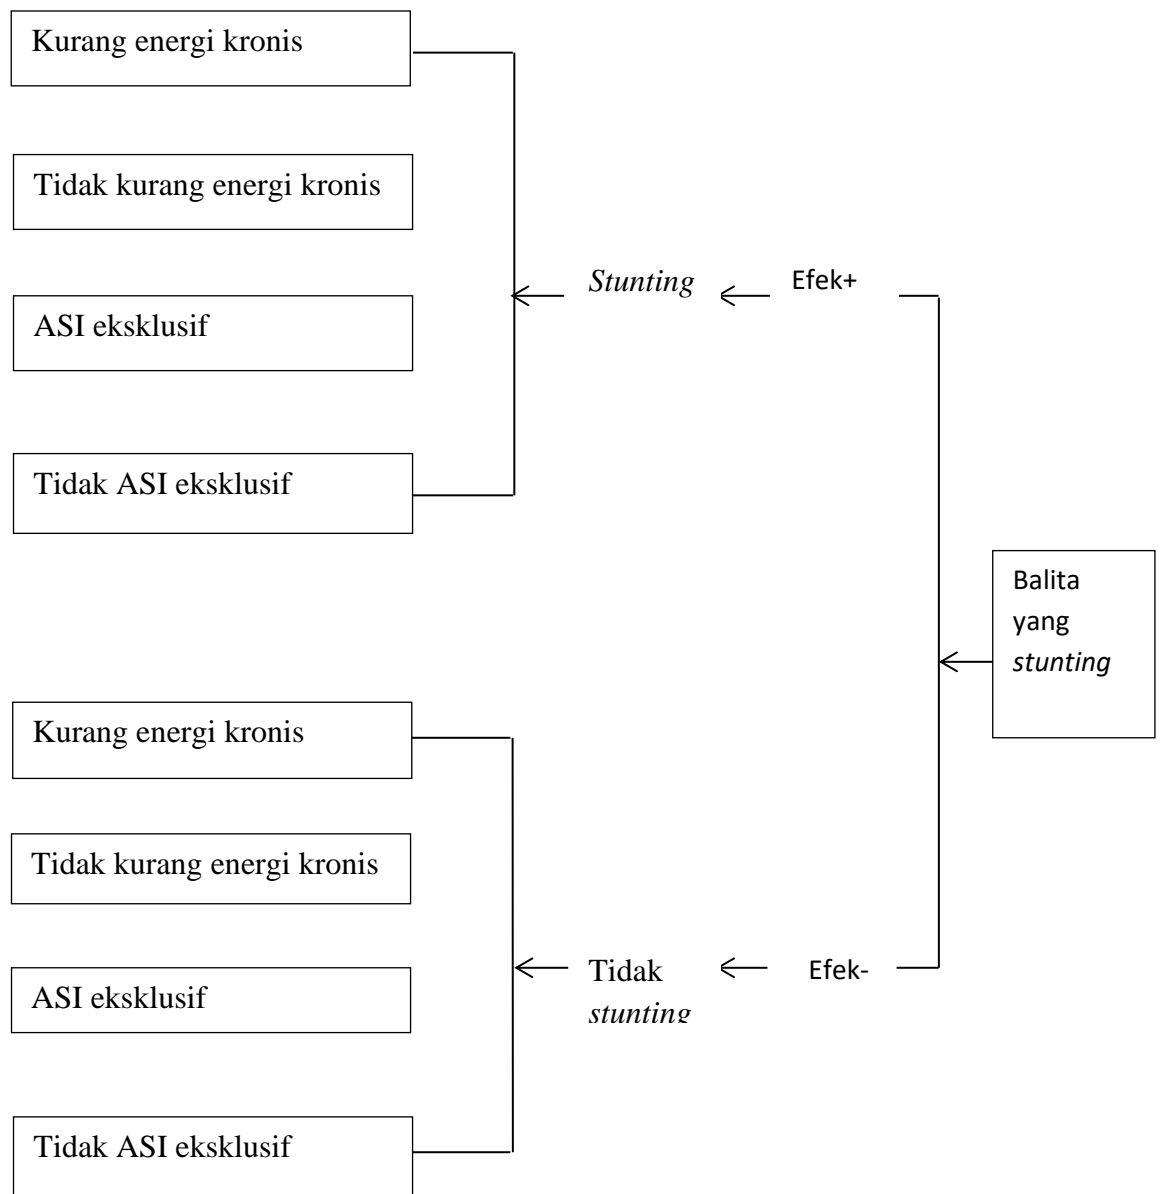 Kurang energi kronis
Tidak kurang energi kronis
Stunting
Efek+
ASI eksklusif
Tidak ASI eksklusif
Balita
yang
stunting
Kurang energi kronis
Tidak kurang energi kronis
Tidak
stunting
Efek-
ASI eksklusif
Tidak ASI eksklusif